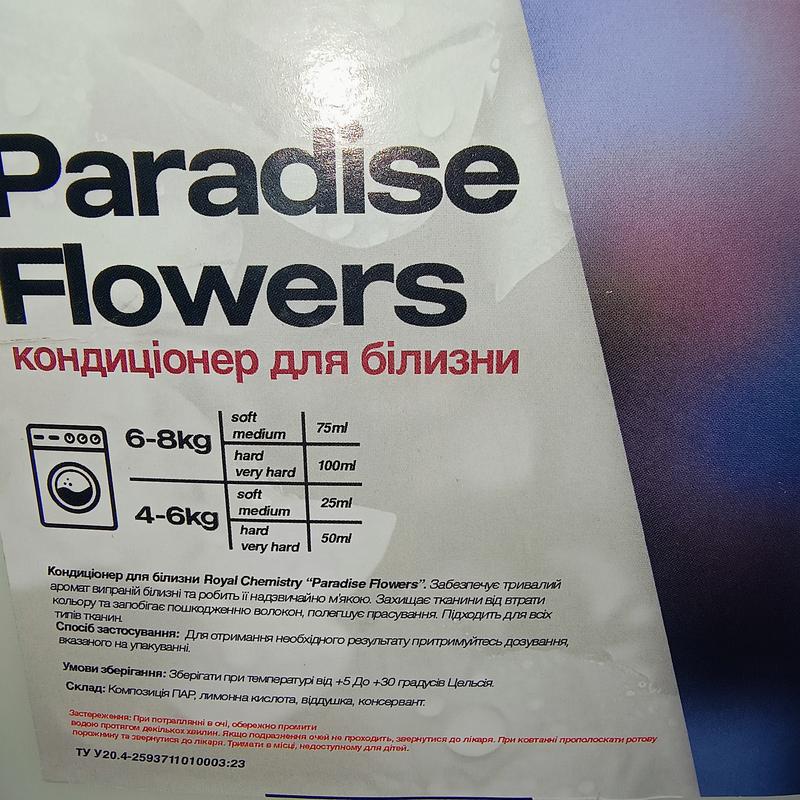 Paradise
Flowers
кондиціонер для білизни
6-8kg
soft
medium
75ml
hard
very hard
100ml
4-6kg
soft
medium
25ml
hard
very hard
50ml
Кондиціонер для білизни Royal Chemistry “Paradise Flowers”. Забезпечує тривалий
аромат випраній білизні та робить її надзвичайно м'якою. Захищає тканини від втрати
кольору та запобігає пошкодженню волокон, полегшує прасування. Підходить для всіх
типів тканин.
Спосіб застосування: Для отримання необхідного результату притримуйтесь дозування,
вказаного на упакуванні.
Умови зберігання: Зберігати при температурі від +5 До +30 градусів Цельсія.
Склад: Композиція ПАР, лимонна кислота, віддушка, консервант.
Застереження: При потраплянні в очі, обережно промити
водою протягом декількох хвилин. Якщо подразнення очей не проходить, звернутися до лікаря. При ковтанні прополоскати ротову
порожнину та звернутися до лікаря. Тримати в місці, недоступному для дітей.
ТУ У20.4-2593711010003:23